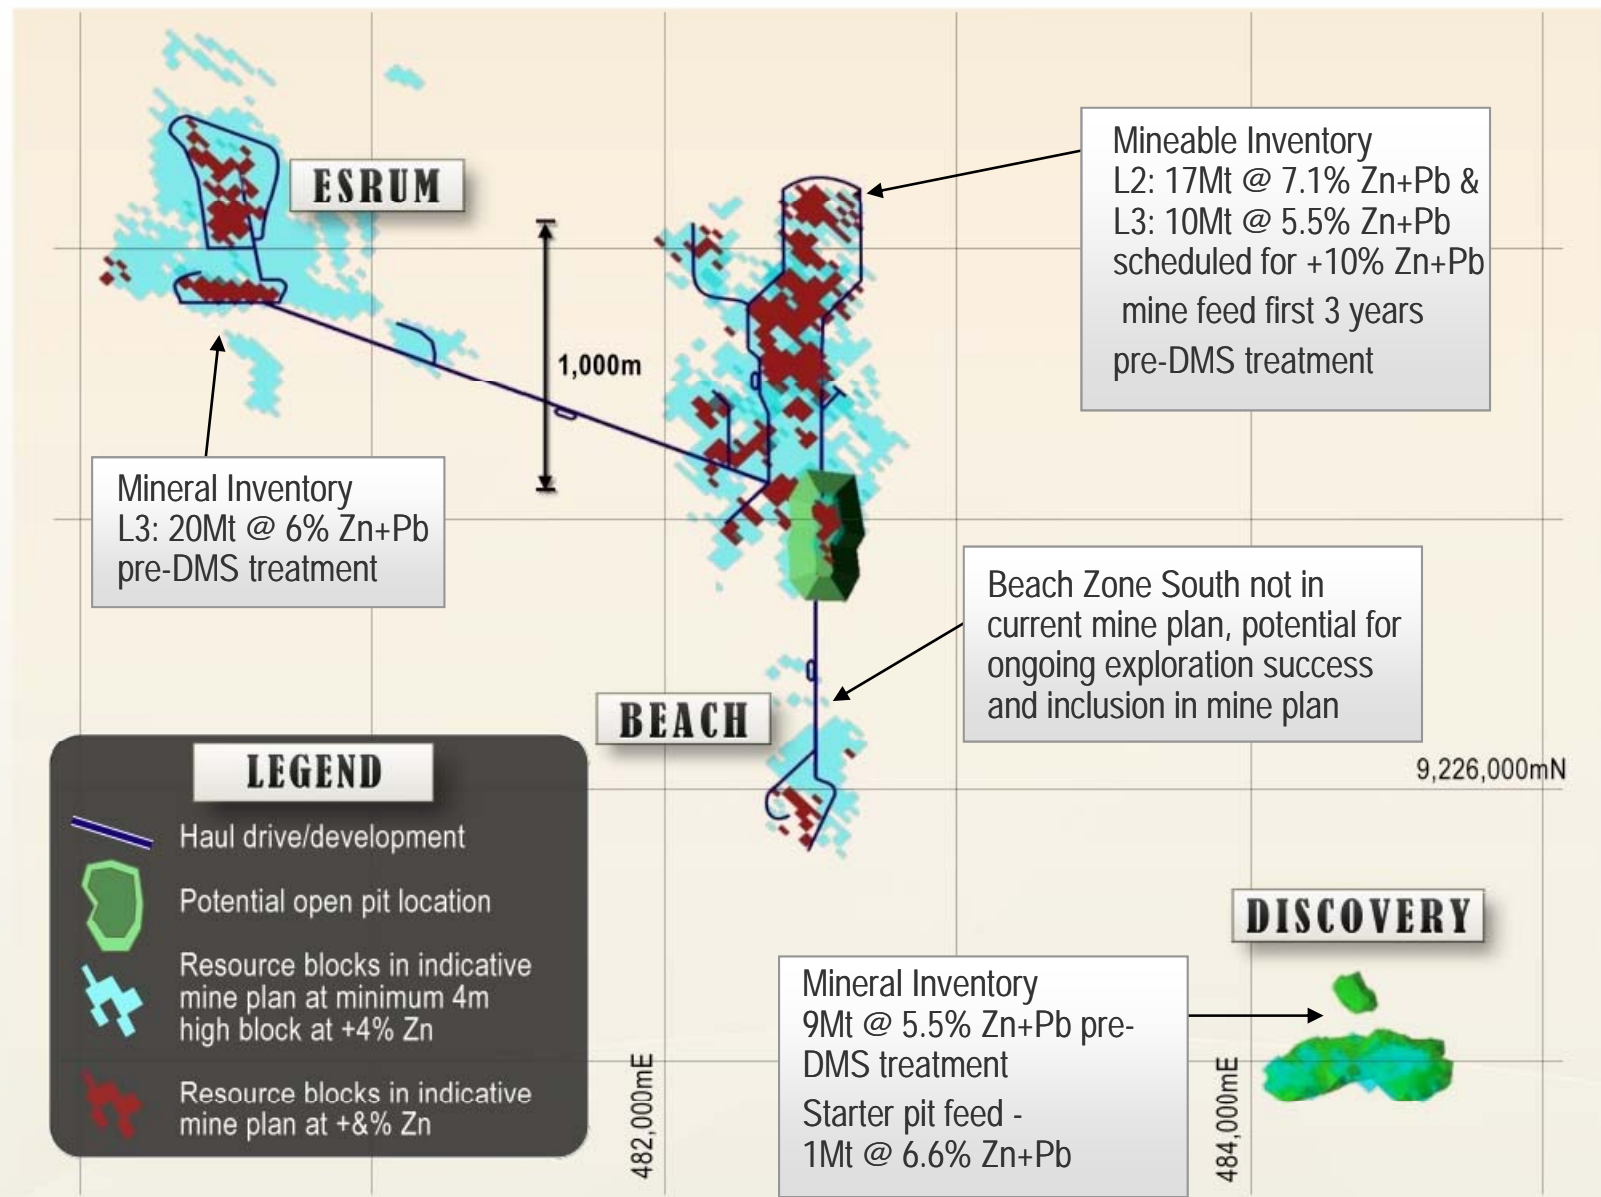 ESRUM
Mineable Inventory
L2: 17Mt @ 7.1% Zn+Pb &
L3: 10Mt @ 5.5% Zn+Pb
scheduled for +10% Zn+Pb
mine feed first 3 years
pre-DMS treatment
1,000m
Mineral Inventory
L3: 20Mt @ 6% Zn+Pb
pre-DMS treatment
Beach Zone South not in
current mine plan, potential for
ongoing exploration success
and inclusion in mine plan
BEACH
9,226,000mN
LEGEND
Haul drive/development
Potential open pit location
Resource blocks in indicative
mine plan at minimum 4m
high block at +4% Zn
Resource blocks in indicative
mine plan at +&% Zn
DISCOVERY
Mineral Inventory
9Mt @ 5.5% Zn+Pb pre-
DMS treatment
Starter pit feed -
1Mt @ 6.6% Zn+Pb
482,000mE
484,000mE